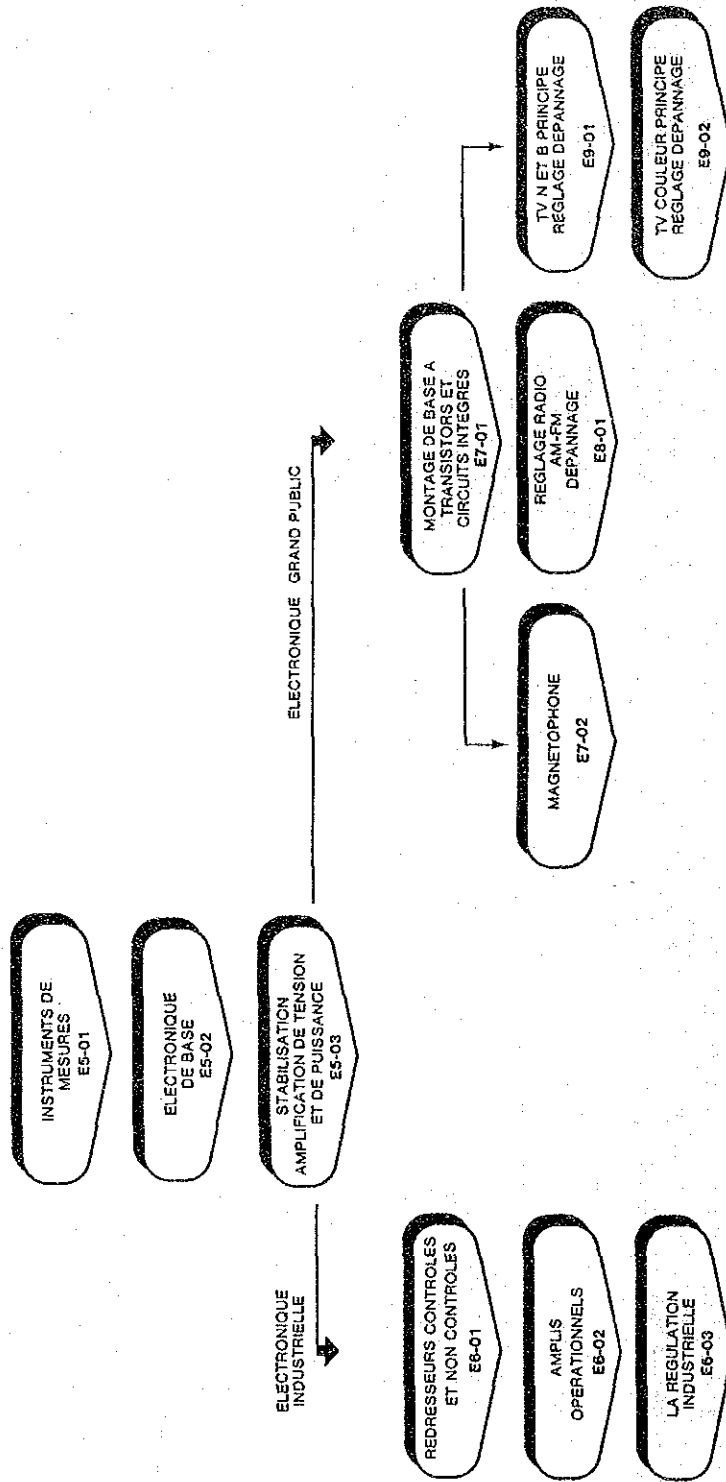 INSTRUMENTS DE
MESURES
E5-01
ELECTRONIQUE
DE BASE
E5-02
STABILISATION
AMPLIFICATION DE TENSION
ET DE PUISSANCE
E5-03
ELECTRONIQUE
INDUSTRIELLE
ELECTRONIQUE GRAND PUBLIC
REDRESSEURS CONTROLES
ET NON CONTROLES
E6-01
AMPLIS
OPERATIONNELS
E6-02
LA REGULATION
INDUSTRIELLE
E6-03
MONTAGE DE BASE A
TRANSISTORS ET
CIRCUITS INTEGRES
E7-01
MAGNETOPHONE
E7-02
REGLAGE RADIO
AM-FM
DEPANNAGE
E8-01
TV N ET B PRINCIPE
REGLAGE DEPANNAGE
E9-01
TV COULEUR PRINCIPE
REGLAGE DEPANNAGE
E9-02